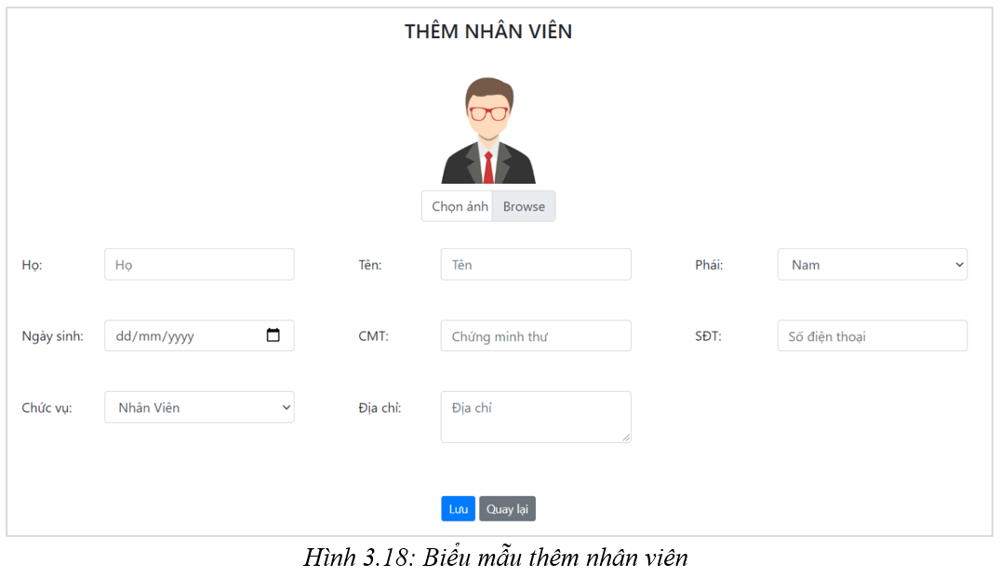 THÊM NHÂN VIÊN
Chọn ảnh Browse
Họ: Họ Tên: Tên Phái: Nam
Ngày sinh: dd/mm/yyyy CMT: Chứng minh thư SĐT: Số điện thoại
Chức vụ: Nhân Viên Địa chỉ: Địa chỉ
Lưu Quay lại
Hình 3.18: Biểu mẫu thêm nhân viên